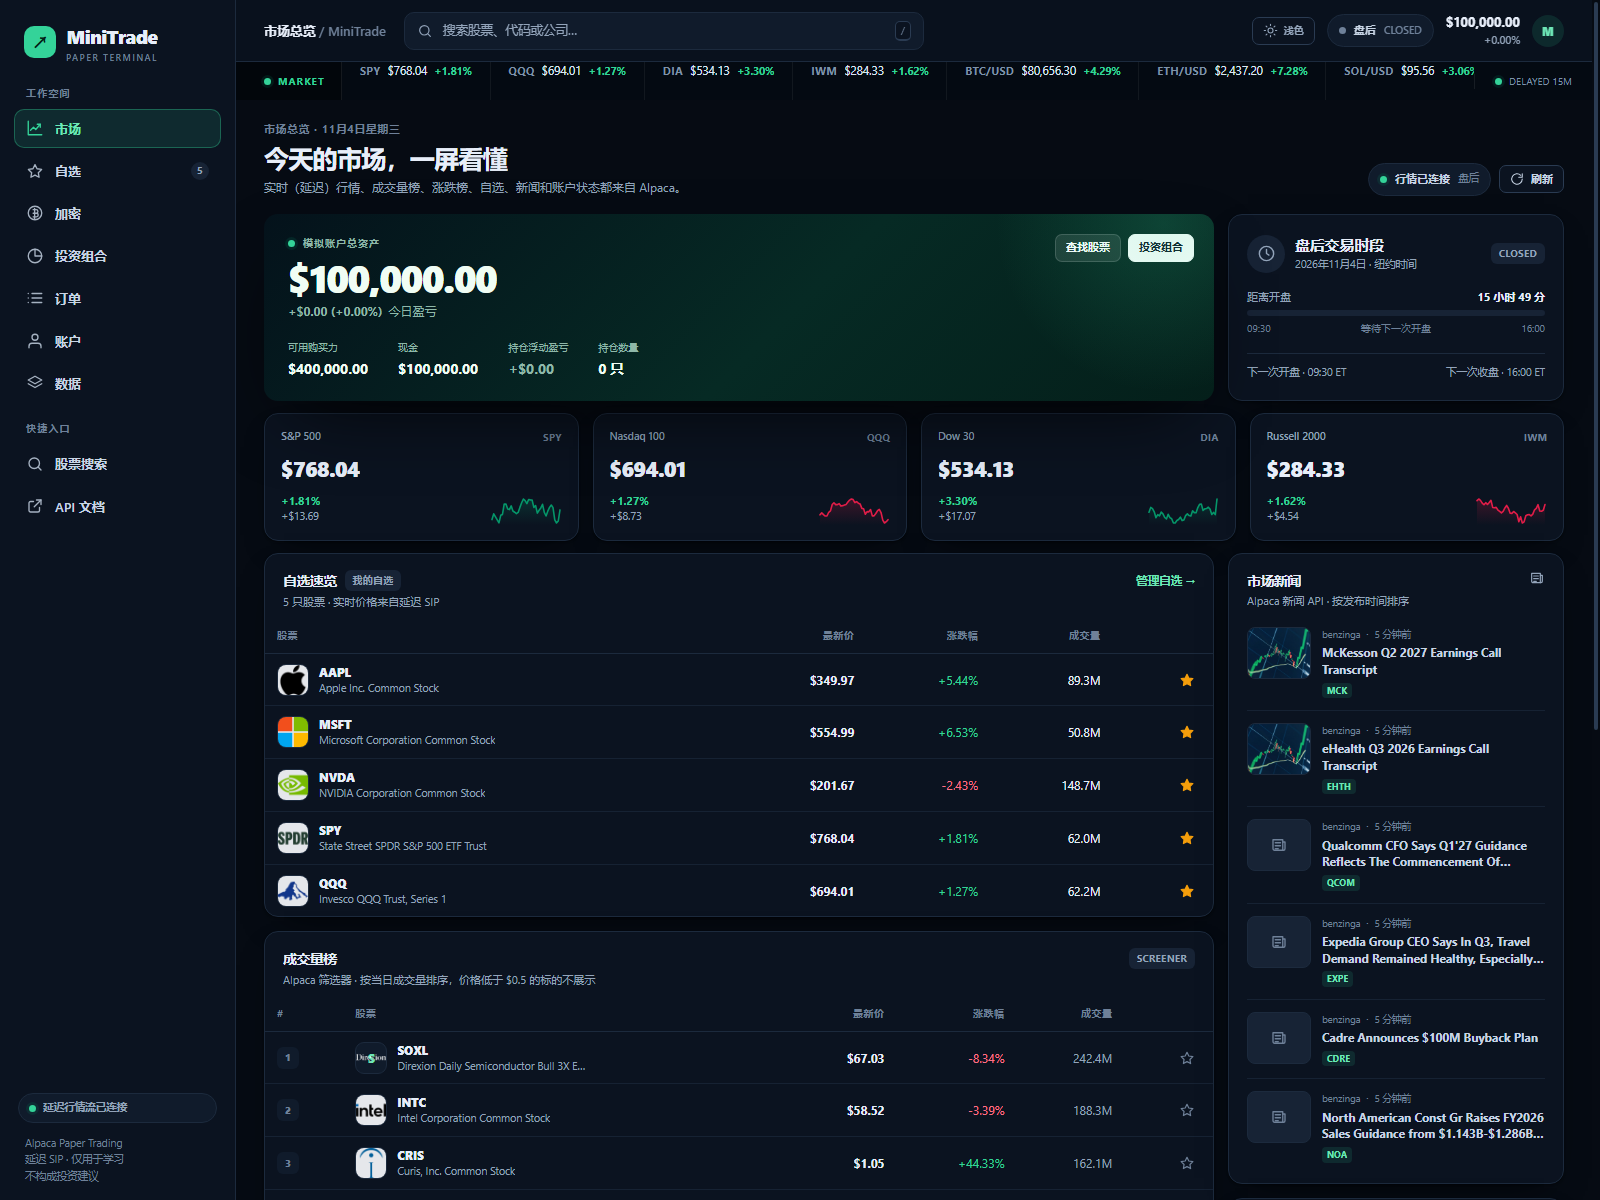 MiniTrade
PAPER TERMINAL
工作空间
市场
自选 5
加密
投资组合
订单
账户
数据
快捷入口
股票搜索
API 文档
延迟行情流已连接
Alpaca Paper Trading
延迟 SIP · 仅用于学习
不构成投资建议
市场总览 / MiniTrade
搜索股票、代码或公司... /
浅色
盘后 CLOSED
$100,000.00
+0.00%
M
MARKET
SPY $768.04 +1.81%
QQQ $694.01 +1.27%
DIA $534.13 +3.30%
IWM $284.33 +1.62%
BTC/USD $80,656.30 +4.29%
ETH/USD $2,437.20 +7.28%
SOL/USD $95.56 +3.06%
DELAYED 15M
市场总览 · 11月4日星期三
今天的市场，一屏看懂
实时（延迟）行情、成交量榜、涨跌榜、自选、新闻和账户状态都来自 Alpaca。
行情已连接 盘后
刷新
模拟账户总资产
$100,000.00
+$0.00 (+0.00%) 今日盈亏
查找股票
投资组合
可用购买力
$400,000.00
现金
$100,000.00
持仓浮动盈亏
+$0.00
持仓数量
0 只
盘后交易时段
2026年11月4日 · 纽约时间
CLOSED
距离开盘 15 小时 49 分
09:30 等待下一次开盘 16:00
下一次开盘 · 09:30 ET 下一次收盘 · 16:00 ET
S&P 500 SPY
$768.04
+1.81%
+$13.69
Nasdaq 100 QQQ
$694.01
+1.27%
+$8.73
Dow 30 DIA
$534.13
+3.30%
+$17.07
Russell 2000 IWM
$284.33
+1.62%
+$4.54
自选速览 我的自选 管理自选 →
5 只股票 · 实时价格来自延迟 SIP
股票 最新价 涨跌幅 成交量
AAPL
Apple Inc. Common Stock
$349.97 +5.44% 89.3M
MSFT
Microsoft Corporation Common Stock
$554.99 +6.53% 50.8M
NVDA
NVIDIA Corporation Common Stock
$201.67 -2.43% 148.7M
SPDR
SPY
State Street SPDR S&P 500 ETF Trust
$768.04 +1.81% 62.0M
QQQ
Invesco QQQ Trust, Series 1
$694.01 +1.27% 62.2M
成交量榜 SCREENER
Alpaca 筛选器 · 按当日成交量排序，价格低于 $0.5 的标的不展示
# 股票 最新价 涨跌幅 成交量
1
Direxion
SOXL
Direxion Daily Semiconductor Bull 3X E...
$67.03 -8.34% 242.4M
2
intel
INTC
Intel Corporation Common Stock
$58.52 -3.39% 188.3M
3
CRIS
Curis, Inc. Common Stock
$1.05 +44.33% 162.1M
市场新闻
Alpaca 新闻 API · 按发布时间排序
benzinga · 5 分钟前
McKesson Q2 2027 Earnings Call
Transcript
MCK
benzinga · 5 分钟前
eHealth Q3 2026 Earnings Call
Transcript
EHTH
benzinga · 5 分钟前
Qualcomm CFO Says Q1'27 Guidance
Reflects The Commencement Of...
QCOM
benzinga · 5 分钟前
Expedia Group CEO Says In Q3, Travel
Demand Remained Healthy, Especially...
EXPE
benzinga · 5 分钟前
Cadre Announces $100M Buyback Plan
CDRE
benzinga · 5 分钟前
North American Const Gr Raises FY2026
Sales Guidance from $1.143B-$1.286B...
NOA